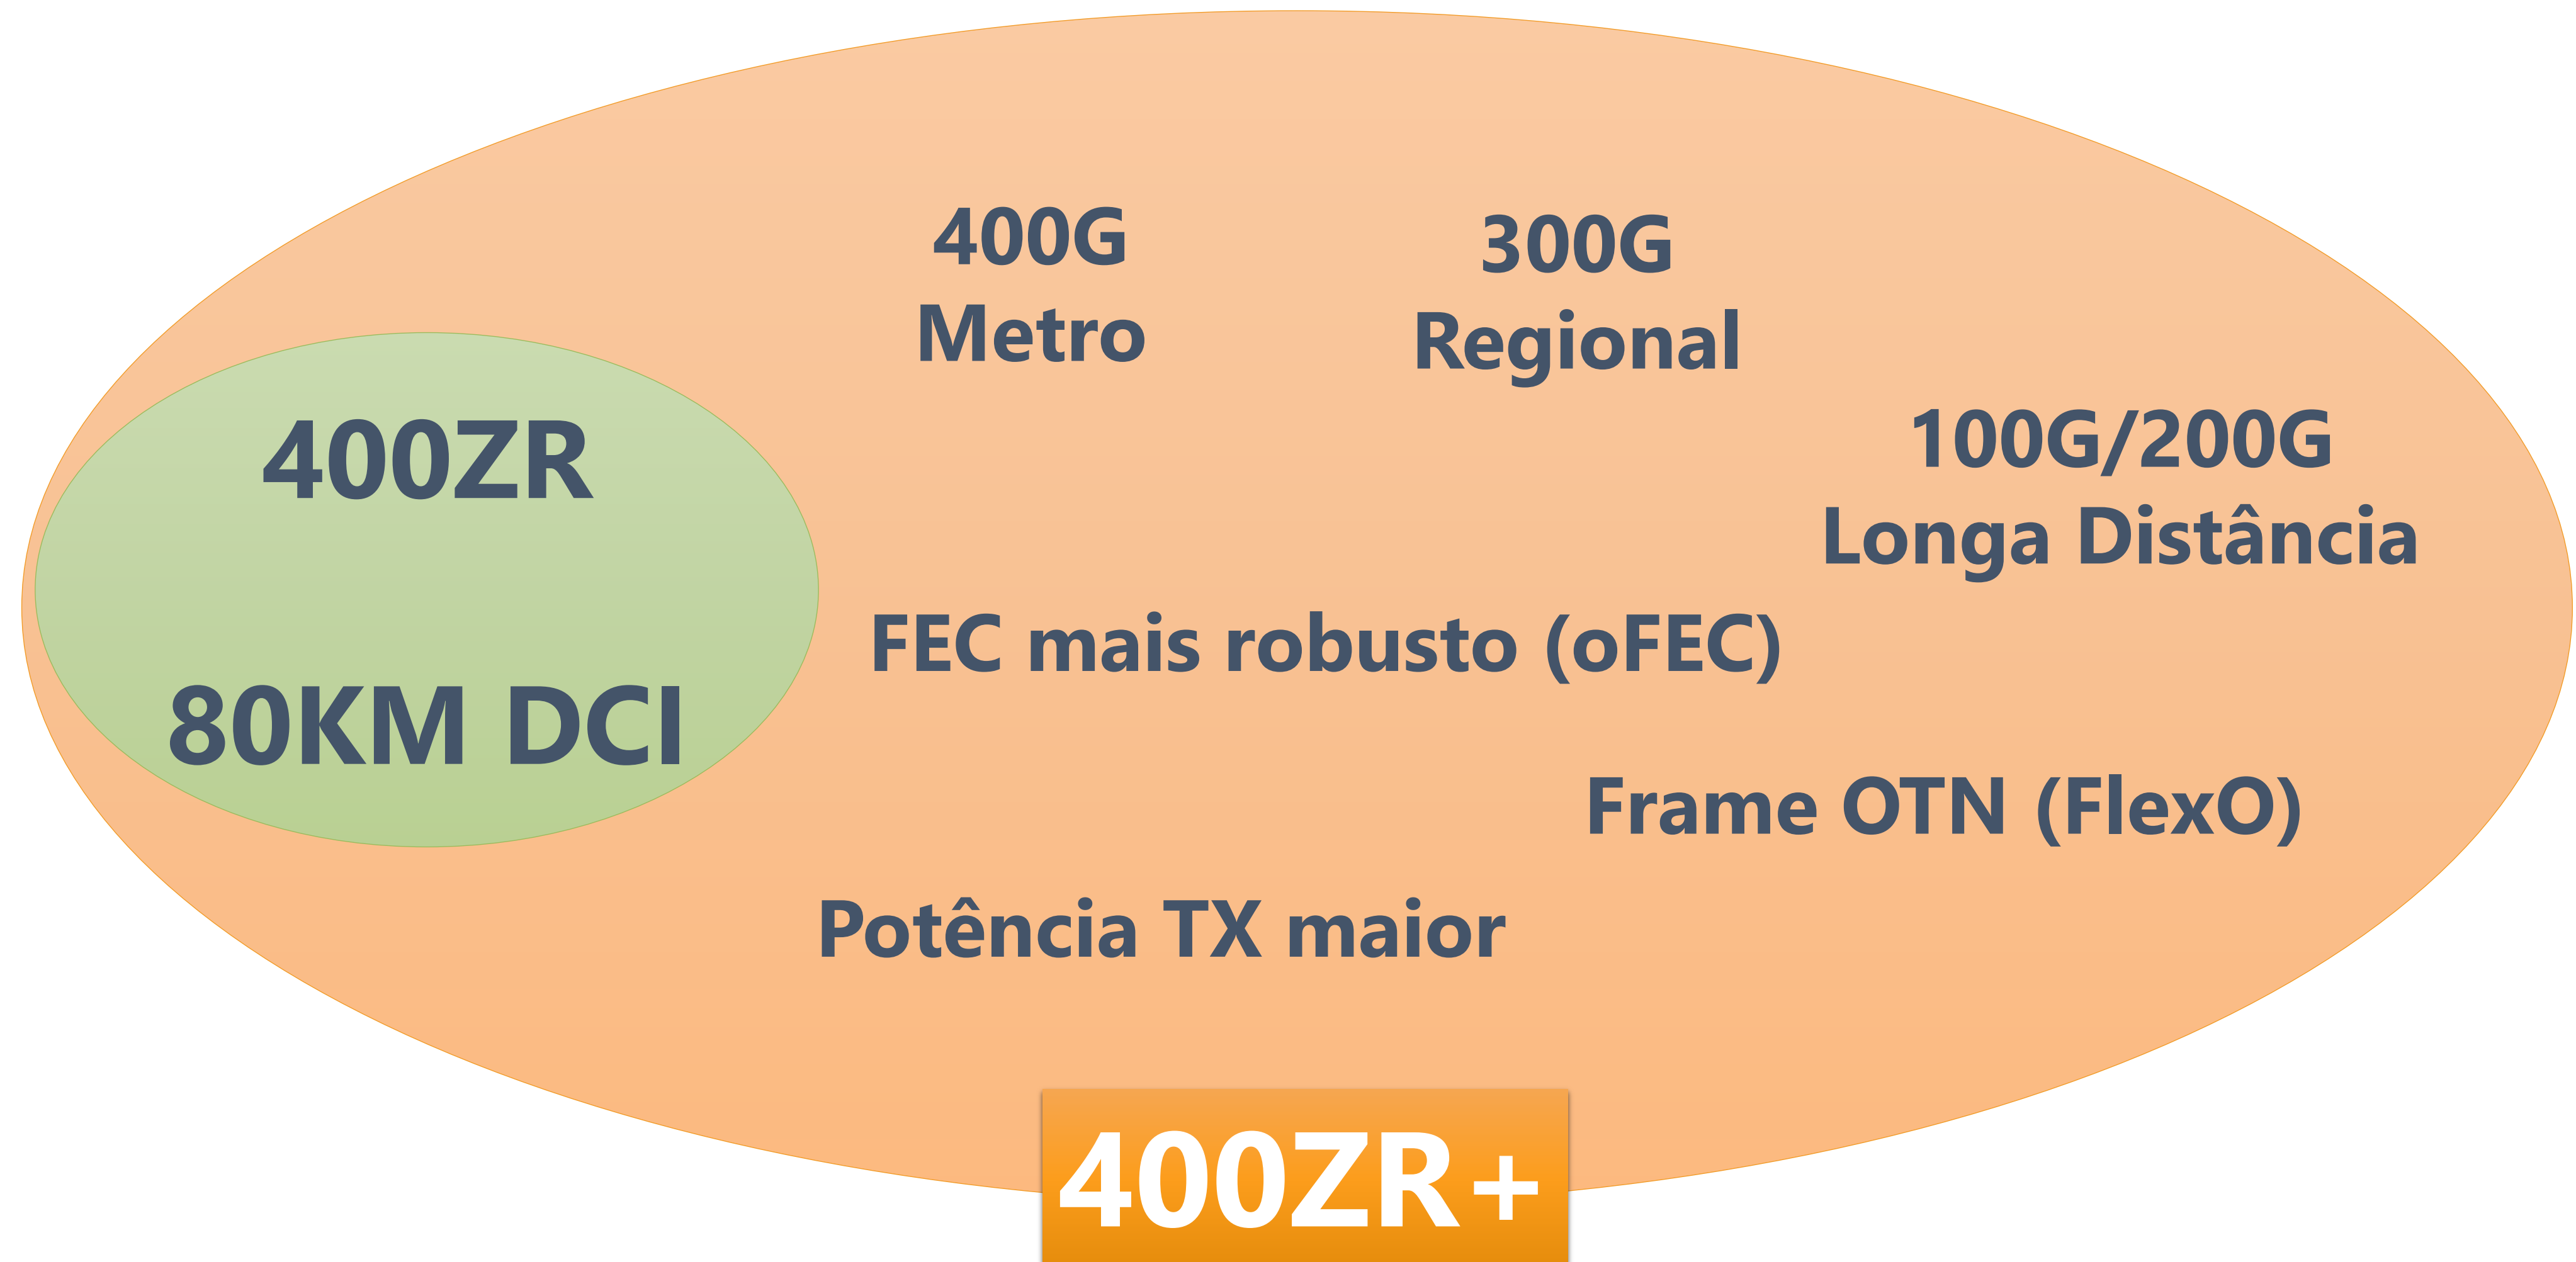 400G
Metro
300G
Regional
400ZR
80KM DCI
100G/200G
Longa Distância
FEC mais robusto (oFEC)
Frame OTN (FlexO)
Potência TX maior
400ZR+